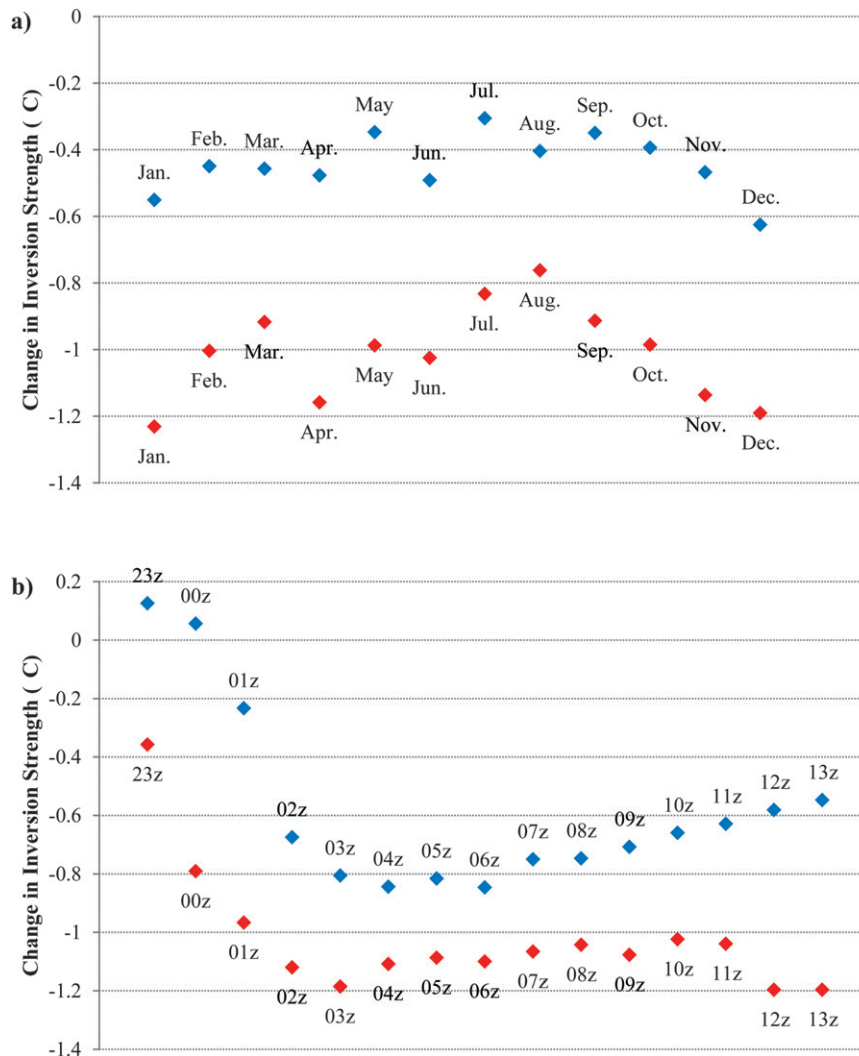 a)
Change in Inversion Strength ( C)
0
-0.2
-0.4
-0.6
-0.8
-1
-1.2
-1.4
Jan. Feb. Mar. Apr. May Jun. Jul. Aug. Sep. Oct. Nov. Dec.
Jan. Feb. Mar. Apr. May Jun. Jul. Aug. Sep. Oct. Nov. Dec.
b)
Change in Inversion Strength ( C)
0.2
0
-0.2
-0.4
-0.6
-0.8
-1
-1.2
-1.4
23z 00z 01z 02z 03z 04z 05z 06z 07z 08z 09z 10z 11z 12z 13z
23z 00z 01z 02z 03z 04z 05z 06z 07z 08z 09z 10z 11z 12z 13z